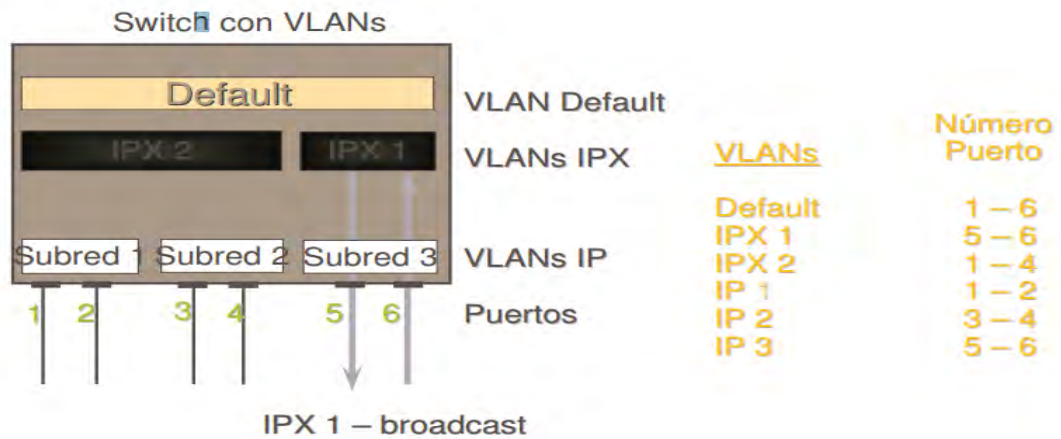 Switch con VLANs
Default
VLAN Default
IPX 2
IPX 1
VLANs IPX
Subred 1
Subred 2
Subred 3
VLANs IP
1
2
3
4
5
6
Puertos
IPX 1 – broadcast
VLANs
Número
Puerto
Default 1 – 6
IPX 1 5 – 6
IPX 2 1 – 4
IP 1 1 – 2
IP 2 3 – 4
IP 3 5 – 6